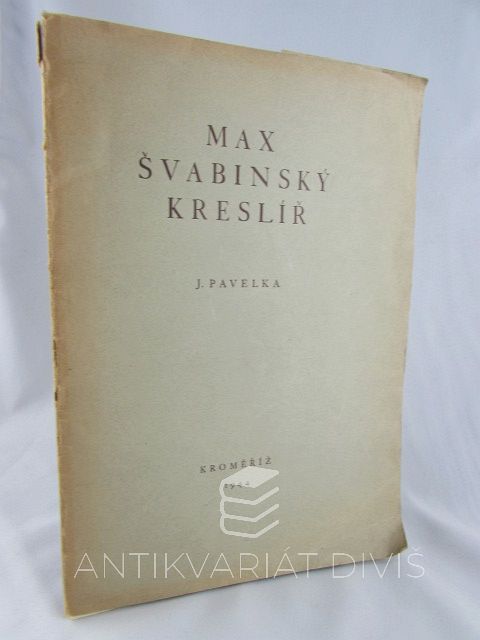 MAX
ŠVABINSKÝ
KRESLÍŘ
J. PAVELKA
KROMĚŘÍŽ
ANTIKVARIÁT DIVIŠ